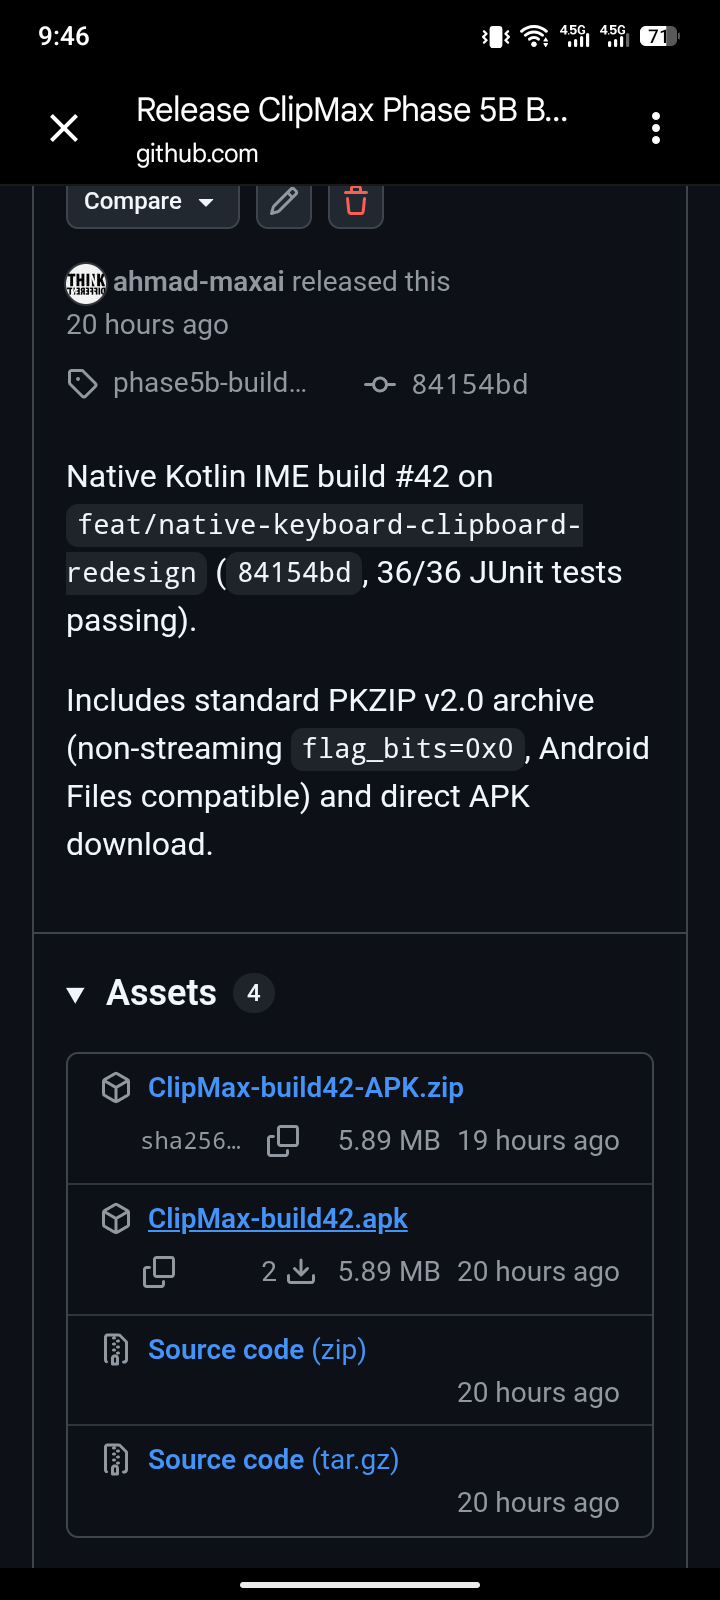 9:46
4.5G 4.5G 71
Release ClipMax Phase 5B B...
github.com
Compare
THINK
DIFFERENT
ahmad-maxai released this
20 hours ago
phase5b-build... 84154bd
Native Kotlin IME build #42 on
feat/native-keyboard-clipboard-
redesign (84154bd, 36/36 JUnit tests
passing).
Includes standard PKZIP v2.0 archive
(non-streaming flag_bits=0x0, Android
Files compatible) and direct APK
download.
Assets 4
ClipMax-build42-APK.zip
sha256... 5.89 MB 19 hours ago
ClipMax-build42.apk
2 5.89 MB 20 hours ago
Source code (zip)
20 hours ago
Source code (tar.gz)
20 hours ago